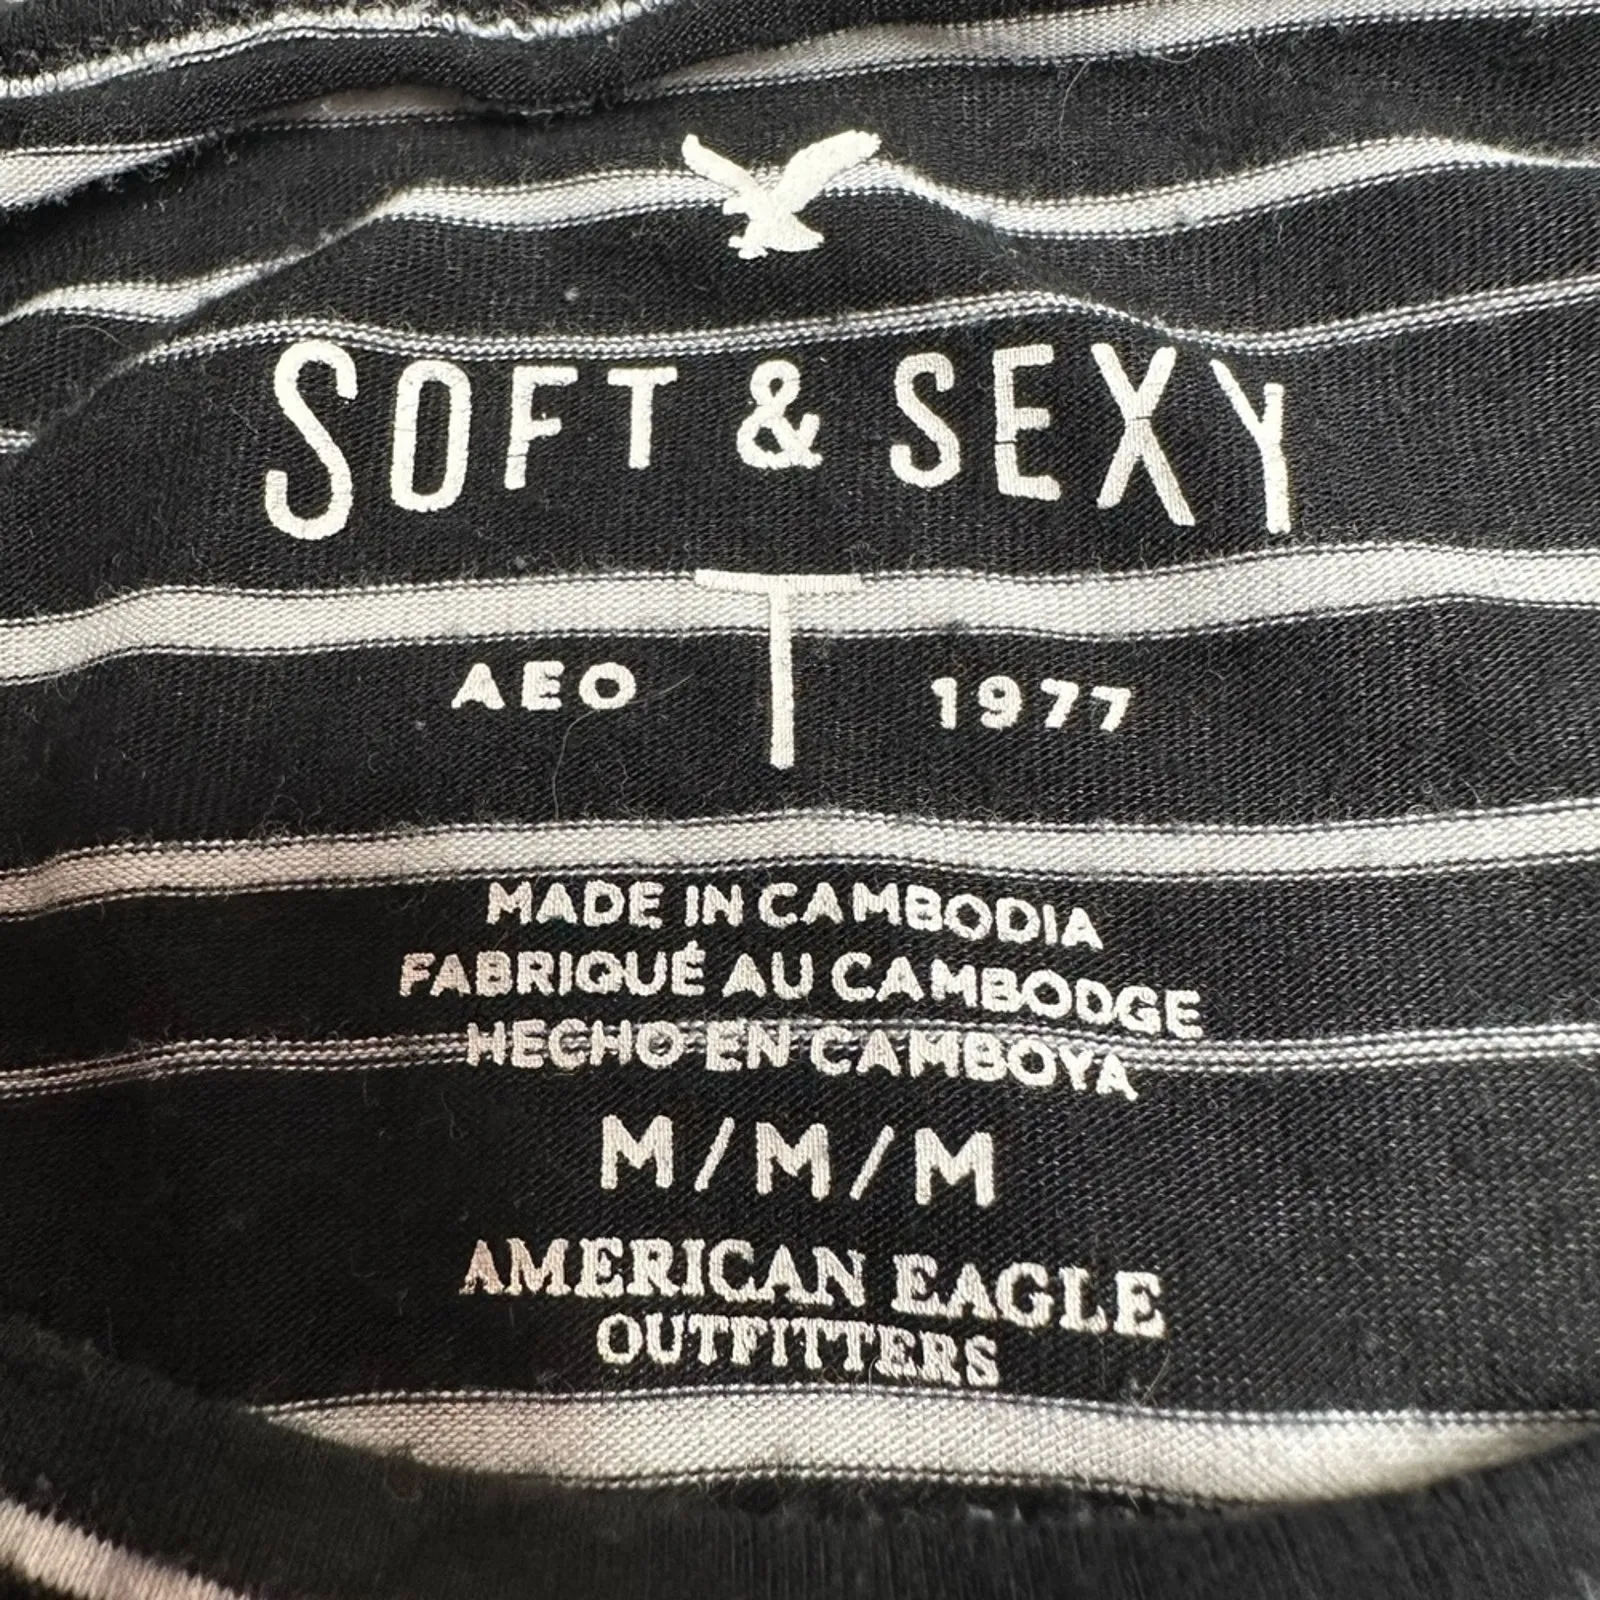 SOFT & SEXY
AEO T 1977
MADE IN CAMBODIA
FABRIQUÉ AU CAMBODGE
HECHO EN CAMBOYA
M/M/M
AMERICAN EAGLE
OUTFITTERS